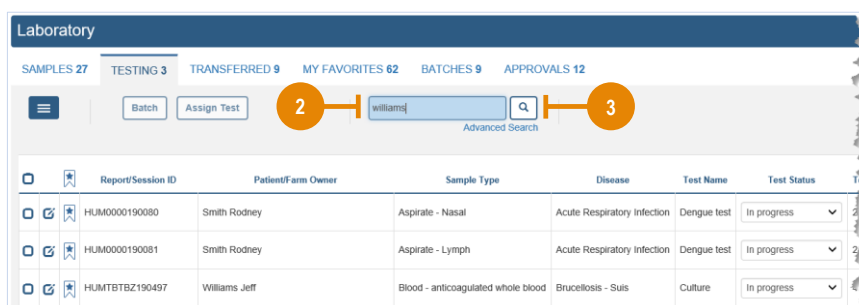 Laboratory
SAMPLES 27 TESTING 3 TRANSFERRED 9 MY FAVORITES 62 BATCHES 9 APPROVALS 12
Batch Assign Test 2 williams 3
Advanced Search
Report/Session ID Patient/Farm Owner Sample Type Disease Test Name Test Status
HUM0000190080 Smith Rodney Aspirate - Nasal Acute Respiratory Infection Dengue test In progress
HUM0000190081 Smith Rodney Aspirate - Lymph Acute Respiratory Infection Dengue test In progress
HUMTBTBZ190497 Williams Jeff Blood - anticoagulated whole blood Brucellosis - Suis Culture In progress